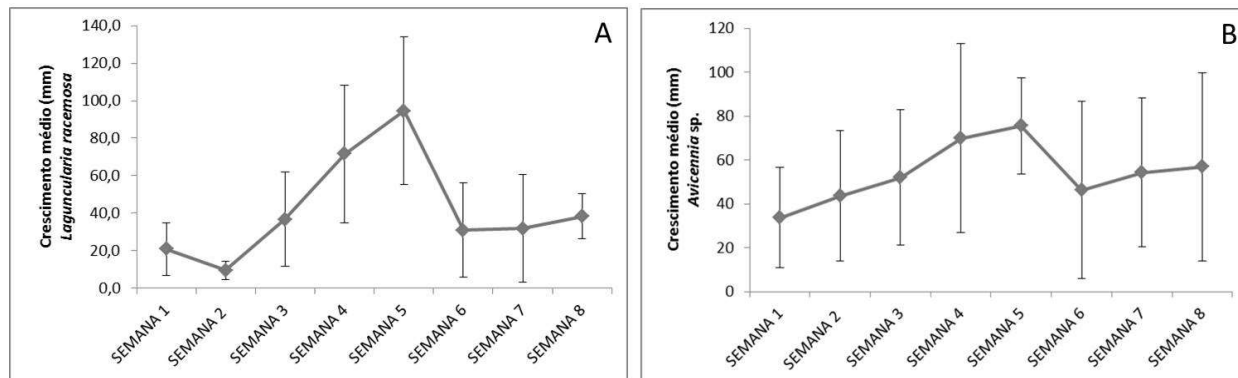 A
Crescimento médio (mm)
Laguncularia racemosa
140,0
120,0
100,0
80,0
60,0
40,0
20,0
0,0
SEMANA 1
SEMANA 2
SEMANA 3
SEMANA 4
SEMANA 5
SEMANA 6
SEMANA 7
SEMANA 8
B
Crescimento médio (mm)
Avicennia sp.
120
100
80
60
40
20
0
SEMANA 1
SEMANA 2
SEMANA 3
SEMANA 4
SEMANA 5
SEMANA 6
SEMANA 7
SEMANA 8